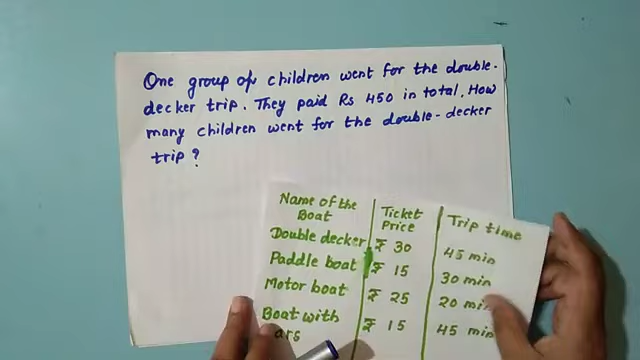 One group of children went for the double-
decker trip. They paid Rs 450 in total. How
many children went for the double-decker
trip?
Name of the Boat | Ticket Price | Trip time
Double decker | ₹ 30 | 45 min
Paddle boat | ₹ 15 | 30 min
Motor boat | ₹ 25 | 20 min
Boat with ars | ₹ 15 | 45 min